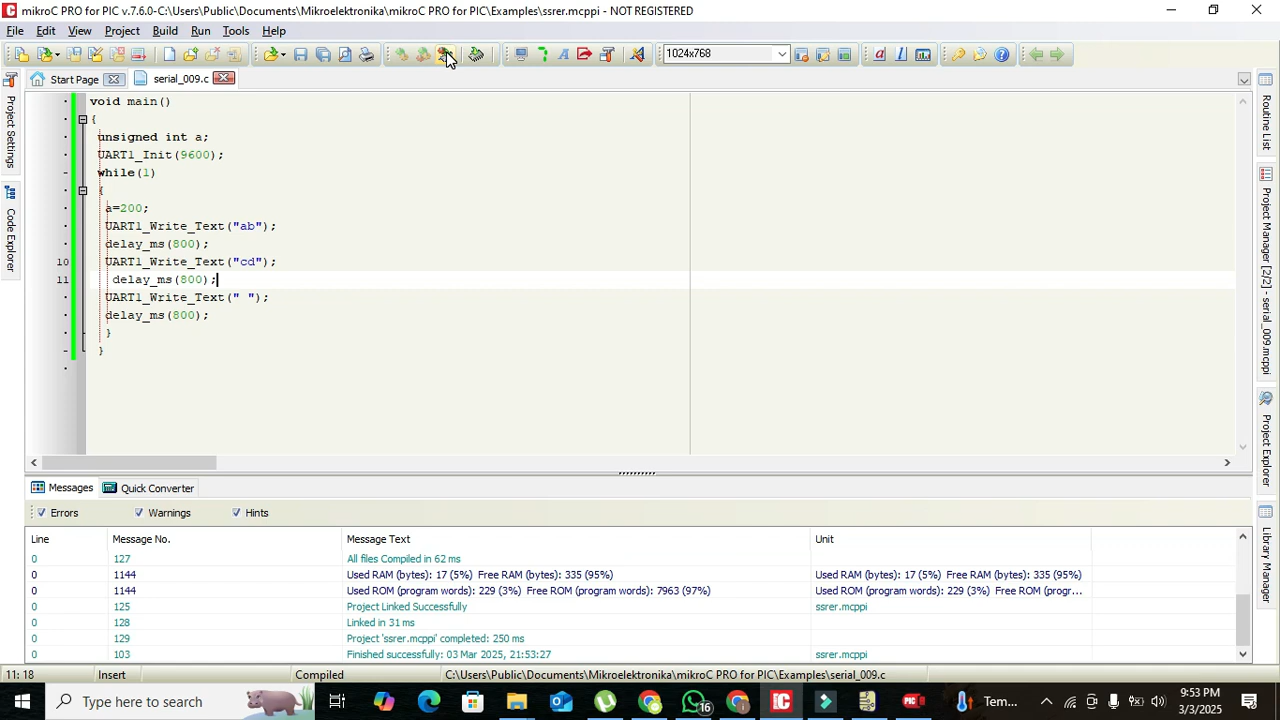 mikroC PRO for PIC v.7.6.0-C:\Users\Public\Documents\Mikroelektronika\mikroC PRO for PIC\Examples\ssrer.mcppi - NOT REGISTERED
File Edit View Project Build Run Tools Help
1024x768
Start Page serial_009.c
Project Settings
Code Explorer
void main()
{
unsigned int a;
UART1_Init(9600);
while(1)
{
a=200;
UART1_Write_Text("ab");
delay_ms(800);
10 UART1_Write_Text("cd");
11 delay_ms(800);
UART1_Write_Text(" ");
delay_ms(800);
}
}
Routine List
Project Manager [2/2] - serial_009.mcppi
Project Explorer
Library Manager
Messages Quick Converter
Errors Warnings Hints
Line Message No. Message Text Unit
0 127 All files Compiled in 62 ms
0 1144 Used RAM (bytes): 17 (5%) Free RAM (bytes): 335 (95%) Used RAM (bytes): 17 (5%) Free RAM (bytes): 335 (95%)
0 1144 Used ROM (program words): 229 (3%) Free ROM (program words): 7963 (97%) Used ROM (program words): 229 (3%) Free ROM (progr...
0 125 Project Linked Successfully ssrer.mcppi
0 128 Linked in 31 ms
0 129 Project 'ssrer.mcppi' completed: 250 ms
0 103 Finished successfully: 03 Mar 2025, 21:53:27 ssrer.mcppi
11: 18 Insert Compiled C:\Users\Public\Documents\Mikroelektronika\mikroC PRO for PIC\Examples\serial_009.c
Type here to search
16
Tem...
9:53 PM
3/3/2025